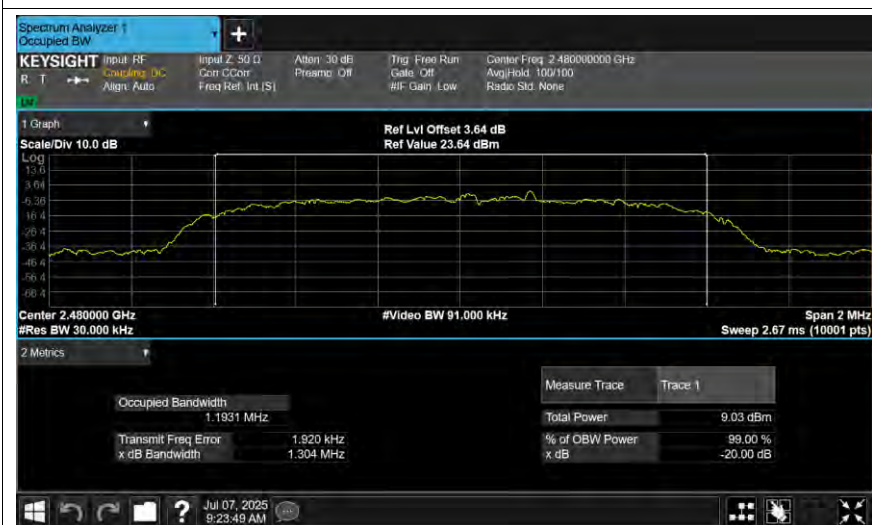 Spectrum Analyzer 1
Occupied BW
+
KEYSIGHT Input: RF Input Z: 50 Ω Atten: 30 dB Trig: Free Run Center Freq: 2.480000000 GHz
R T Coupling: DC Corr CCorr Preamp: Off Gate: Off Avg|Hold: 100/100
Align: Auto Freq Ref: Int (S) #IF Gain: Low Radio Std: None
1 Graph
Ref Lvl Offset 3.64 dB
Scale/Div 10.0 dB Ref Value 23.64 dBm
Log
13.6
3.64
-6.36
-16.4
-26.4
-36.4
-46.4
-56.4
-66.4
Center 2.480000 GHz #Video BW 91.000 kHz Span 2 MHz
#Res BW 30.000 kHz Sweep 2.67 ms (10001 pts)
2 Metrics
Measure Trace Trace 1
Occupied Bandwidth
1.1931 MHz Total Power 9.03 dBm
Transmit Freq Error 1.920 kHz % of OBW Power 99.00 %
x dB Bandwidth 1.304 MHz x dB -20.00 dB
? Jul 07, 2025
9:23:49 AM